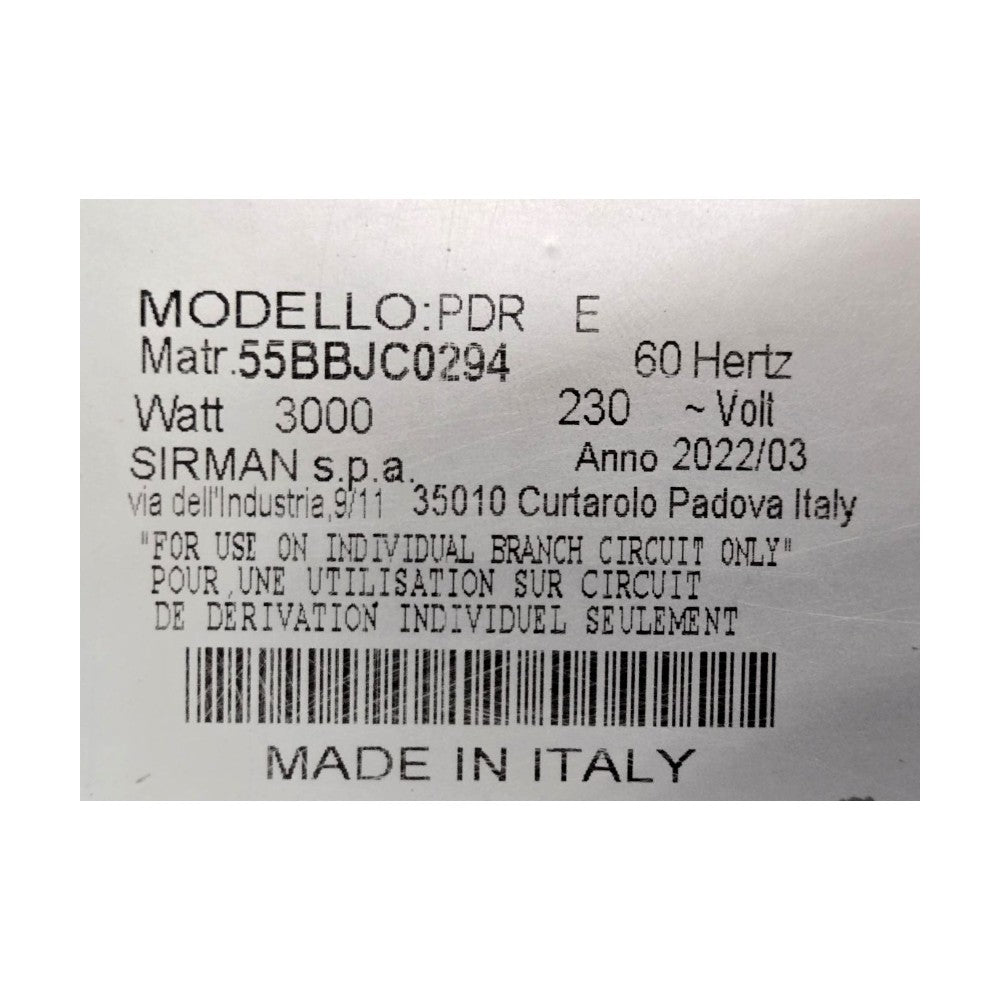 MODELLO:PDR E
Matr.55BBJC0294 60 Hertz
Watt 3000 230 ~ Volt
SIRMAN s.p.a. Anno 2022/03
via dell'Industria,9/11 35010 Curtarolo Padova Italy
"FOR USE ON INDIVIDUAL BRANCH CIRCUIT ONLY"
POUR UNE UTILISATION SUR CIRCUIT
DE DERIVATION INDIVIDUEL SEULEMENT
MADE IN ITALY